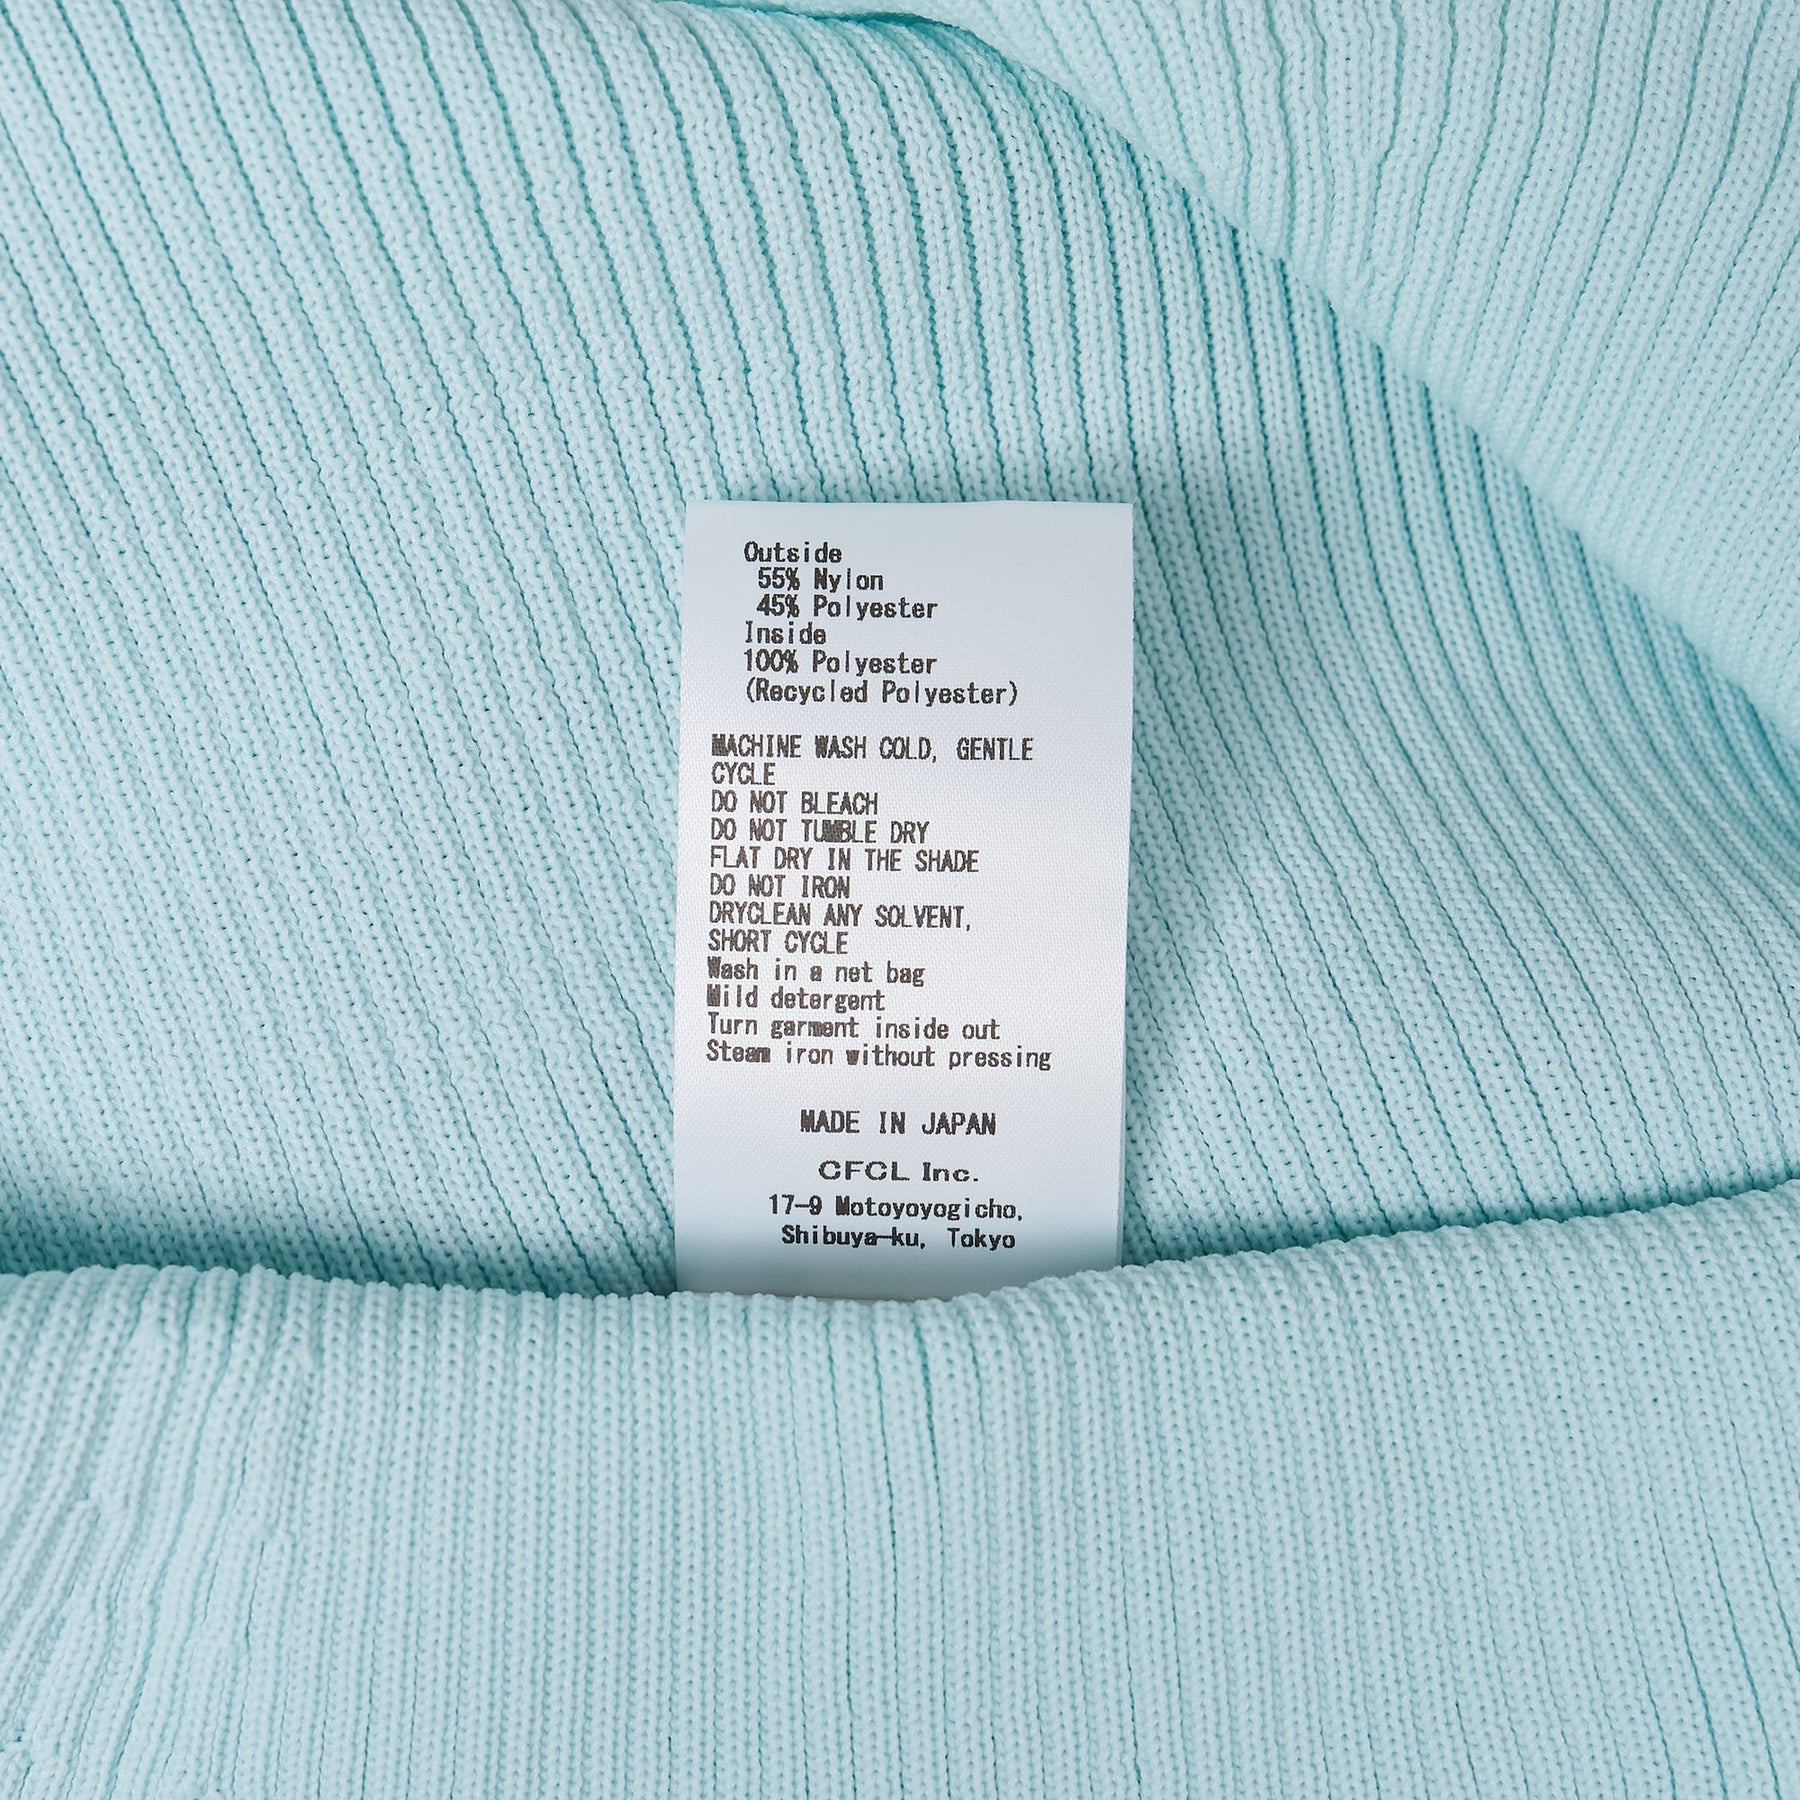 Outside
55% Nylon
45% Polyester
Inside
100% Polyester
(Recycled Polyester)
MACHINE WASH COLD, GENTLE
CYCLE
DO NOT BLEACH
DO NOT TUMBLE DRY
FLAT DRY IN THE SHADE
DO NOT IRON
DRYCLEAN ANY SOLVENT,
SHORT CYCLE
Wash in a net bag
Mild detergent
Turn garment inside out
Steam iron without pressing
MADE IN JAPAN
CFCL Inc.
17-9 Motoyoyogicho,
Shibuya-ku, Tokyo